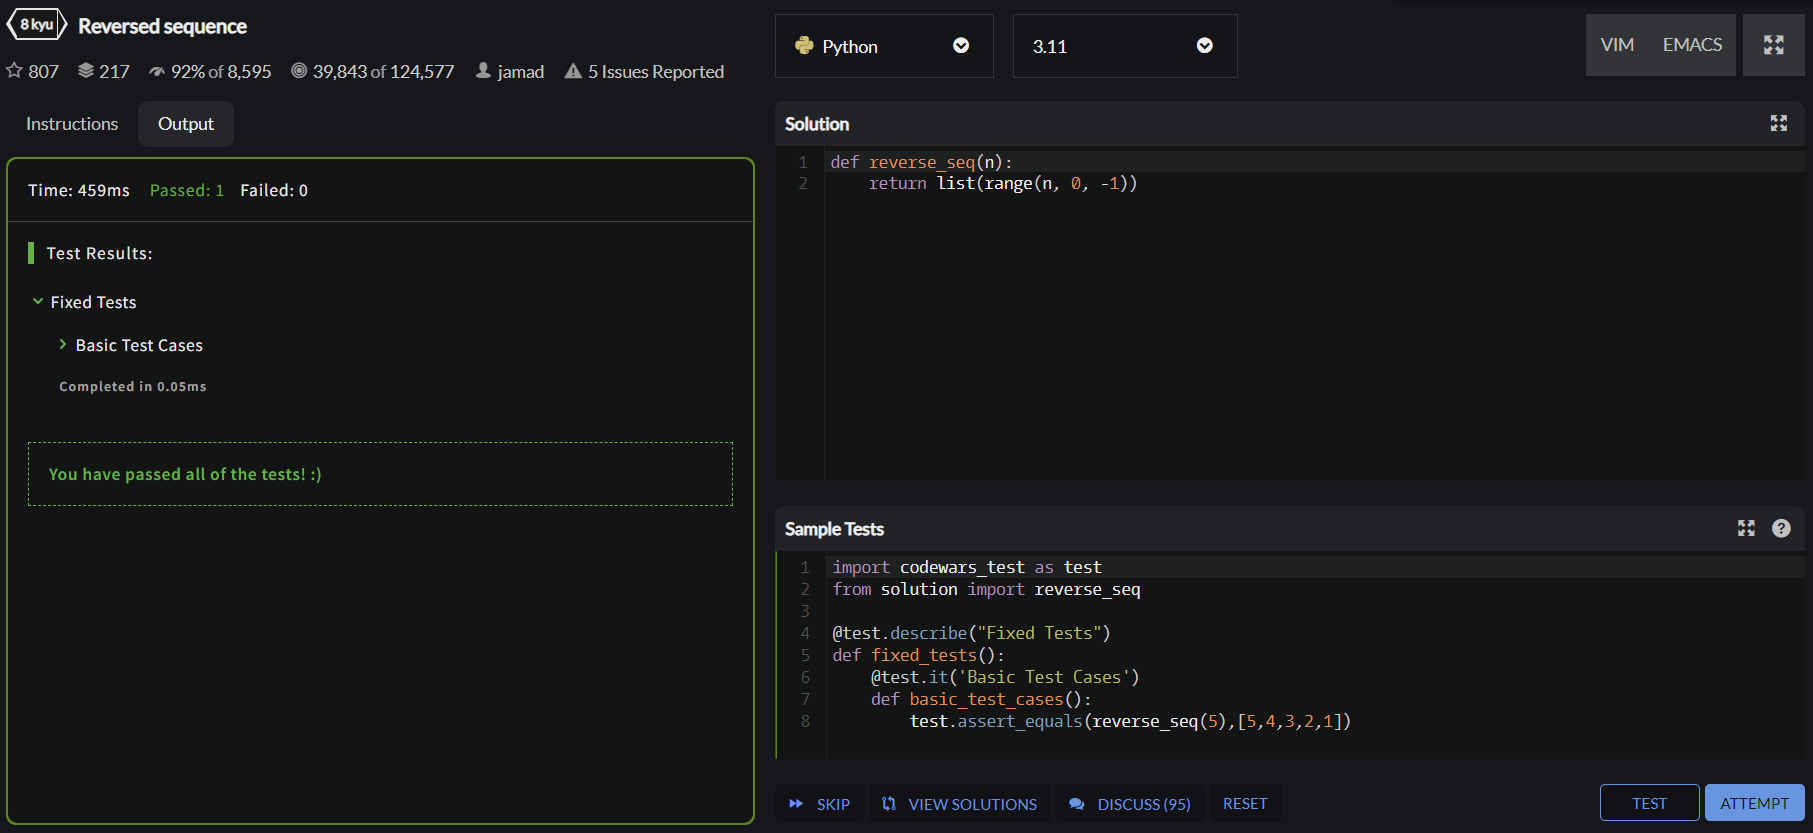 8 kyu Reversed sequence
807 217 92% of 8,595 39,843 of 124,577 jamad 5 Issues Reported
Python 3.11 VIM EMACS
Instructions Output
Time: 459ms Passed: 1 Failed: 0
Test Results:
Fixed Tests
Basic Test Cases
Completed in 0.05ms
You have passed all of the tests! :)
Solution
1 def reverse_seq(n):
2     return list(range(n, 0, -1))
Sample Tests ?
1 import codewars_test as test
2 from solution import reverse_seq
3
4 @test.describe("Fixed Tests")
5 def fixed_tests():
6     @test.it('Basic Test Cases')
7     def basic_test_cases():
8         test.assert_equals(reverse_seq(5),[5,4,3,2,1])
SKIP VIEW SOLUTIONS DISCUSS (95) RESET TEST ATTEMPT